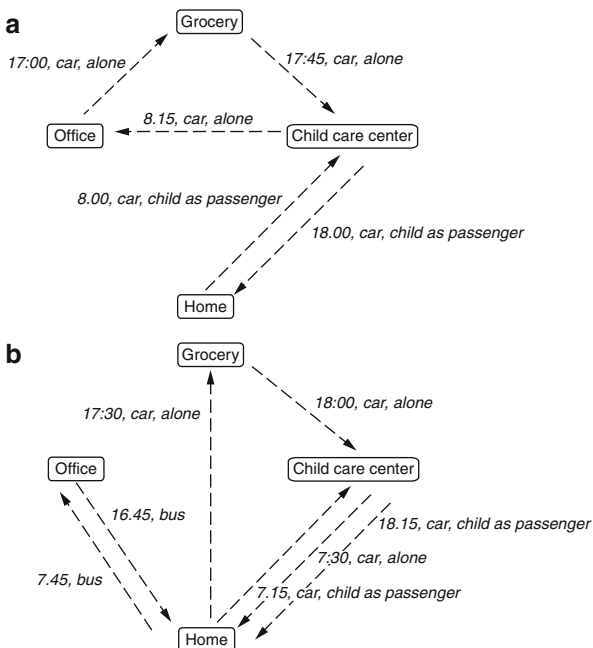 a
Grocery
17:00, car, alone
17:45, car, alone
8.15, car, alone
Office
Child care center
8.00, car, child as passenger
18.00, car, child as passenger
Home
b
Grocery
17:30, car, alone
18:00, car, alone
Office
Child care center
16.45, bus
18.15, car, child as passenger
7:30, car, alone
7.45, bus
7.15, car, child as passenger
Home